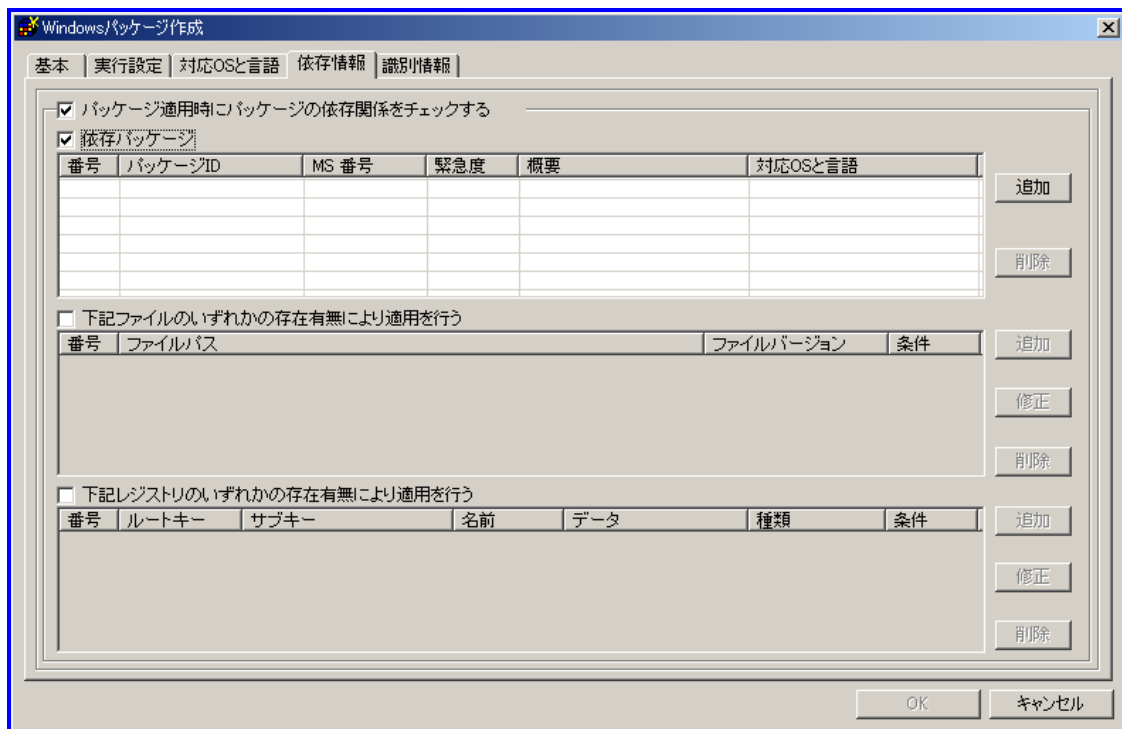 Windowsパッケージ作成
基本 実行設定 対応OSと言語 依存情報 識別情報
パッケージ適用時にパッケージの依存関係をチェックする
依存パッケージ
番号 パッケージID MS 番号 緊急度 概要 対応OSと言語
追加
削除
下記ファイルのいずれかの存在有無により適用を行う
番号 ファイルパス ファイルバージョン 条件
追加
修正
削除
下記レジストリのいずれかの存在有無により適用を行う
番号 ルートキー サブキー 名前 データ 種類 条件
追加
修正
削除
OK キャンセル